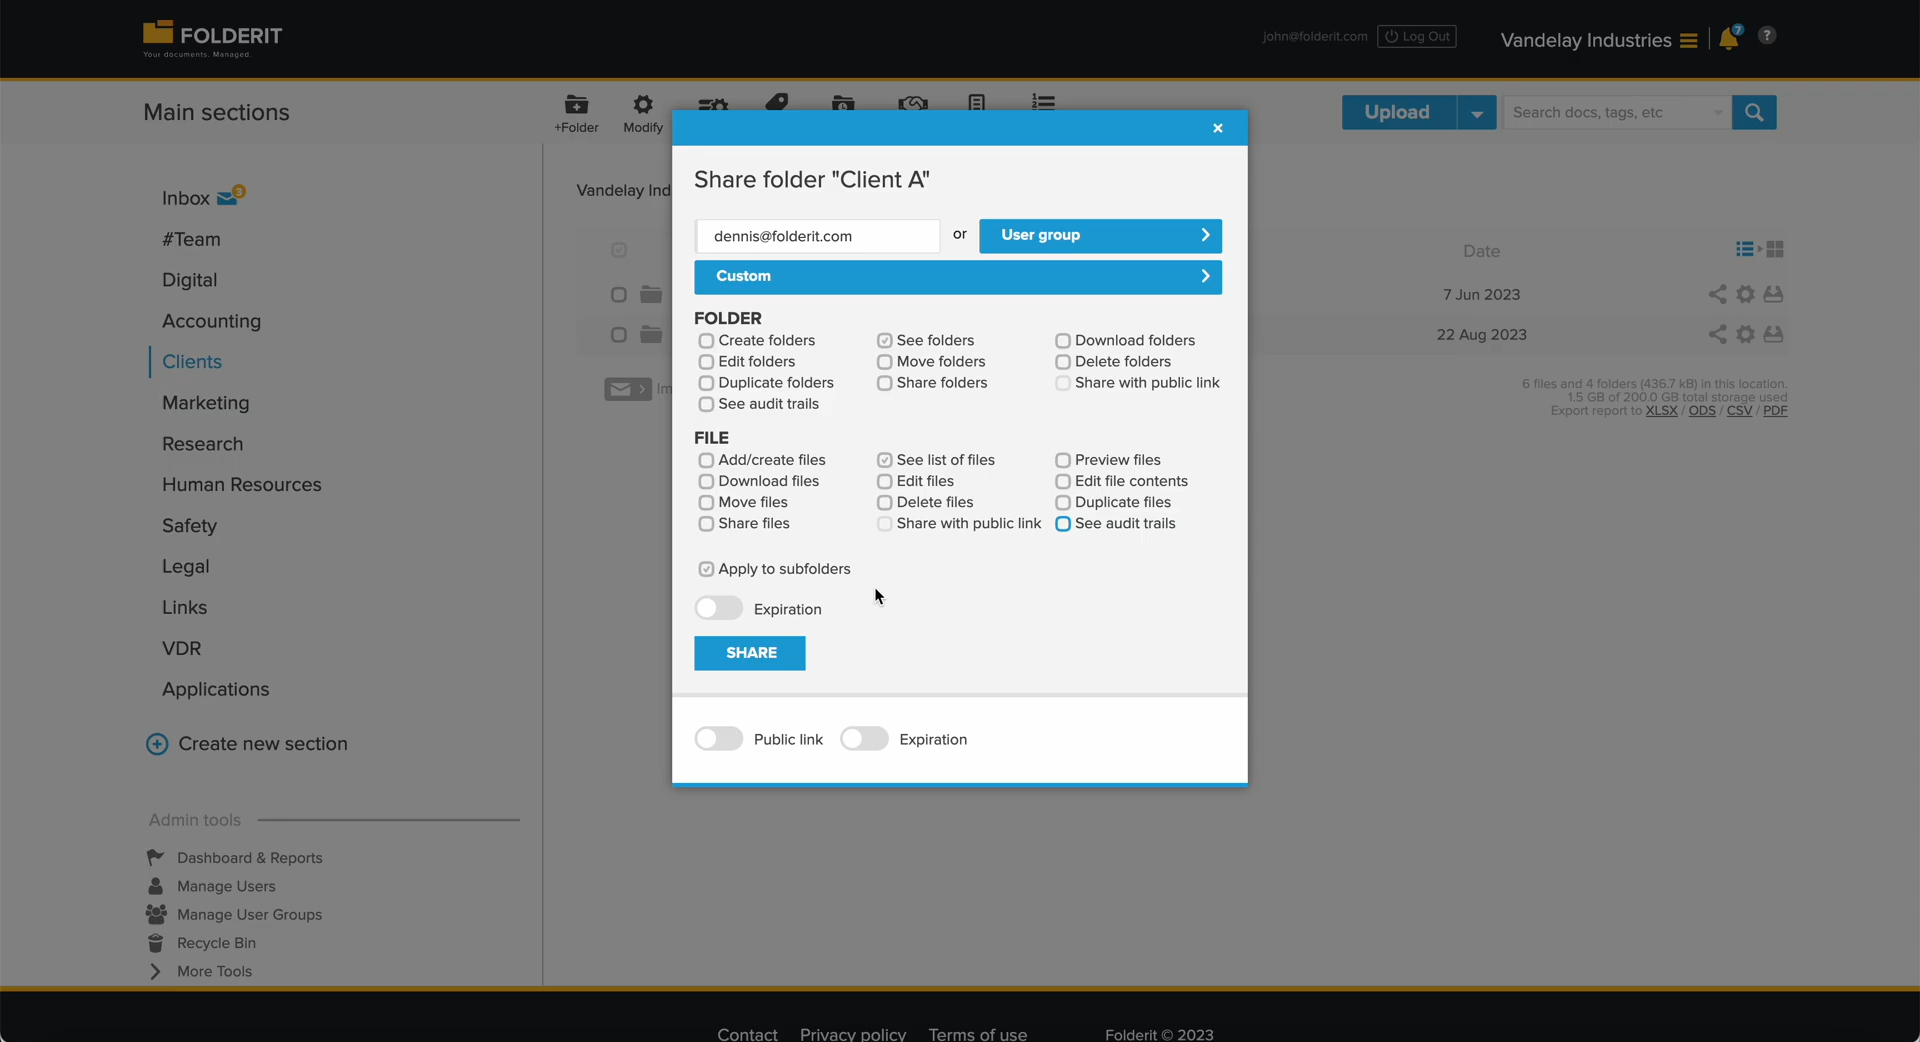 FOLDERIT
Your documents. Managed.
john@folderit.com
Log Out
Vandelay Industries
7
?
Main sections
+Folder
Modify
Upload
Search docs, tags, etc
Inbox
3
#Team
Digital
Accounting
Clients
Marketing
Research
Human Resources
Safety
Legal
Links
VDR
Applications
Create new section
Admin tools
Dashboard & Reports
Manage Users
Manage User Groups
Recycle Bin
More Tools
Vandelay Ind
Im
Share folder "Client A"
dennis@folderit.com
or
User group
Custom
FOLDER
Create folders
See folders
Download folders
Edit folders
Move folders
Delete folders
Duplicate folders
Share folders
Share with public link
See audit trails
FILE
Add/create files
See list of files
Preview files
Download files
Edit files
Edit file contents
Move files
Delete files
Duplicate files
Share files
Share with public link
See audit trails
Apply to subfolders
Expiration
SHARE
Public link
Expiration
Date
7 Jun 2023
22 Aug 2023
6 files and 4 folders (436.7 kB) in this location.
1.5 GB of 200.0 GB total storage used
Export report to XLSX / ODS / CSV / PDF
Contact
Privacy policy
Terms of use
Folderit © 2023